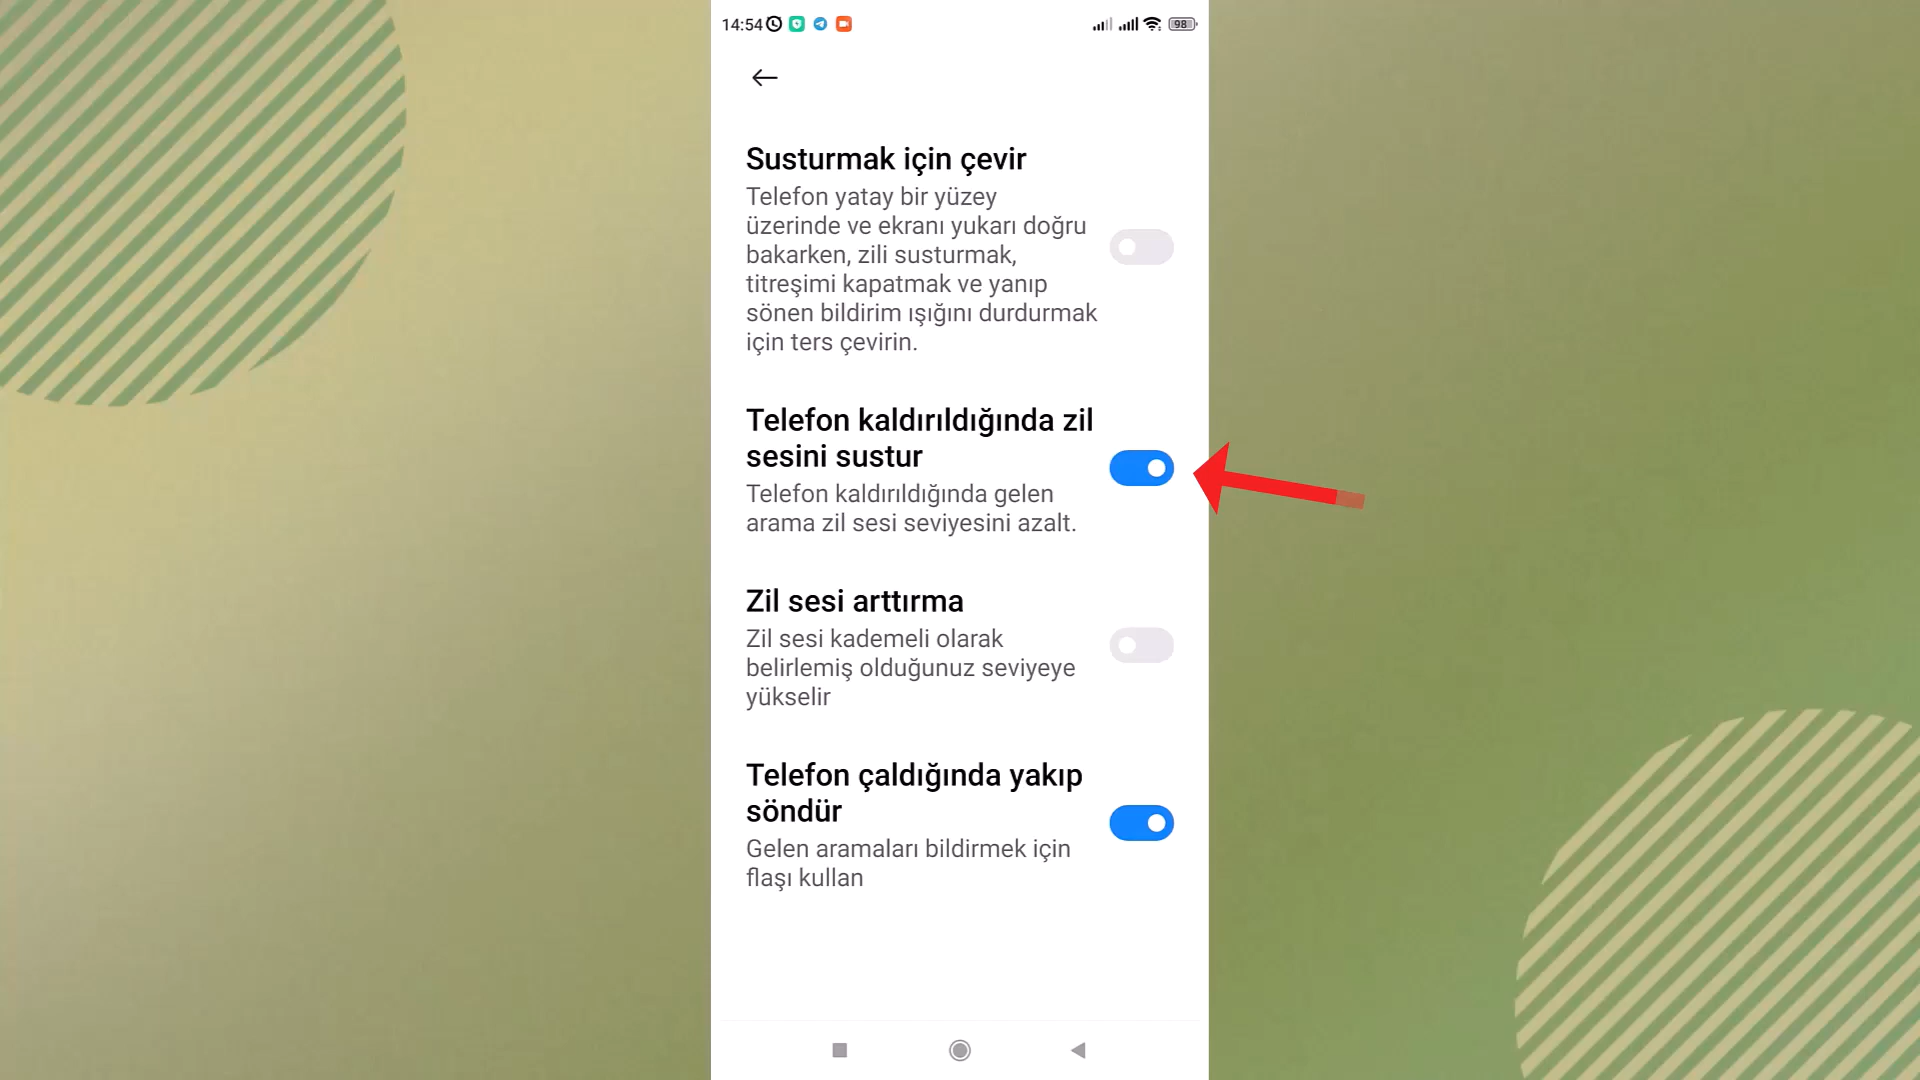 14:54
98
Susturmak için çevir
Telefon yatay bir yüzey
üzerinde ve ekranı yukarı doğru
bakarken, zili susturmak,
titreşimi kapatmak ve yanıp
sönen bildirim ışığını durdurmak
için ters çevirin.
Telefon kaldırıldığında zil
sesini sustur
Telefon kaldırıldığında gelen
arama zil sesi seviyesini azalt.
Zil sesi arttırma
Zil sesi kademeli olarak
belirlemiş olduğunuz seviyeye
yükselir
Telefon çaldığında yakıp
söndür
Gelen aramaları bildirmek için
flaşı kullan